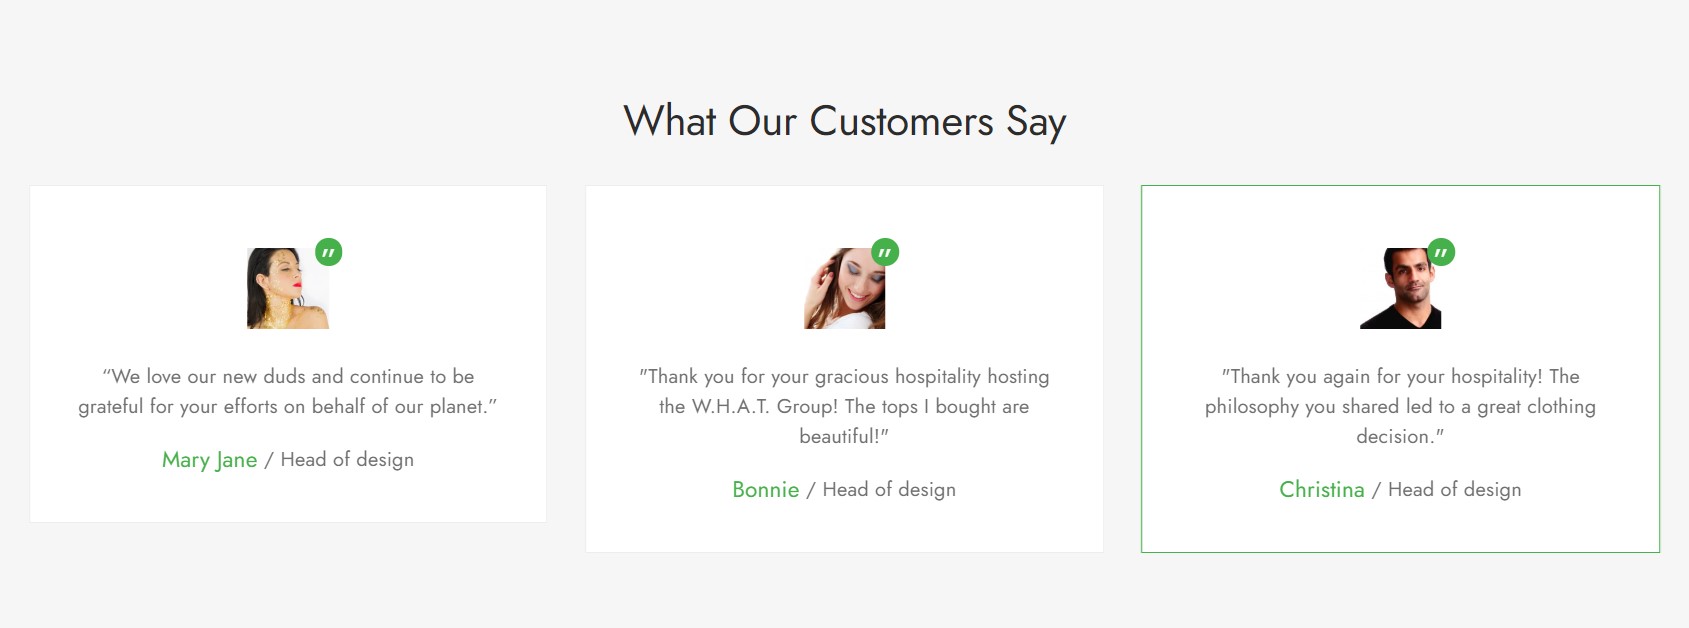 What Our Customers Say
“We love our new duds and continue to be
grateful for your efforts on behalf of our planet.”
Mary Jane / Head of design
"Thank you for your gracious hospitality hosting
the W.H.A.T. Group! The tops I bought are
beautiful!"
Bonnie / Head of design
"Thank you again for your hospitality! The
philosophy you shared led to a great clothing
decision."
Christina / Head of design